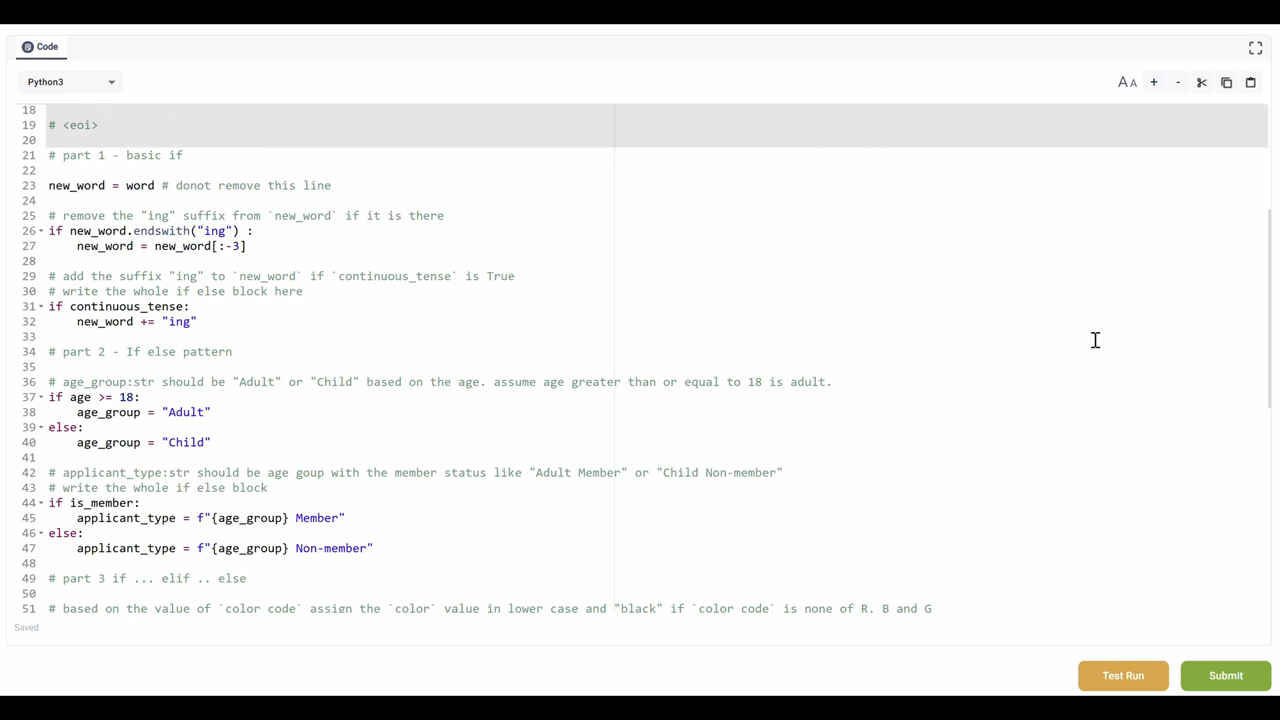 Code
Python3
AA + -
18
19 # <eoi>
20
21 # part 1 - basic if
22
23 new_word = word # donot remove this line
24
25 # remove the "ing" suffix from `new_word` if it is there
26 if new_word.endswith("ing") :
27     new_word = new_word[:-3]
28
29 # add the suffix "ing" to `new_word` if `continuous_tense` is True
30 # write the whole if else block here
31 if continuous_tense:
32     new_word += "ing"
33
34 # part 2 - If else pattern
35
36 # age_group:str should be "Adult" or "Child" based on the age. assume age greater than or equal to 18 is adult.
37 if age >= 18:
38     age_group = "Adult"
39 else:
40     age_group = "Child"
41
42 # applicant_type:str should be age goup with the member status like "Adult Member" or "Child Non-member"
43 # write the whole if else block
44 if is_member:
45     applicant_type = f"{age_group} Member"
46 else:
47     applicant_type = f"{age_group} Non-member"
48
49 # part 3 if ... elif .. else
50
51 # based on the value of `color code` assign the `color` value in lower case and "black" if `color code` is none of R. B and G
Saved
Test Run
Submit